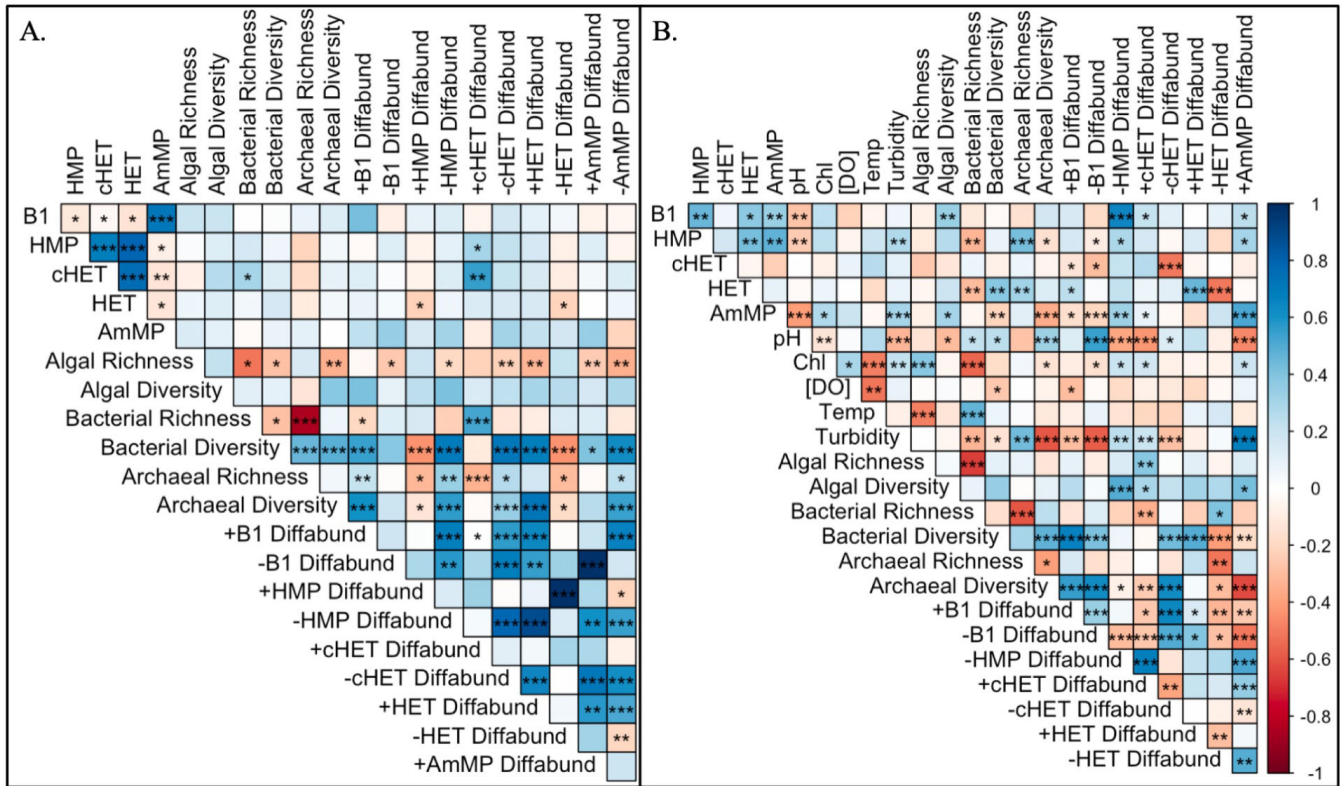 A.
HMP
cHET
HET
AmMP
Algal Richness
Algal Diversity
Bacterial Richness
Bacterial Diversity
Archaeal Richness
Archaeal Diversity
+B1 Diffabund
-B1 Diffabund
+HMP Diffabund
-HMP Diffabund
+cHET Diffabund
-cHET Diffabund
+HET Diffabund
-HET Diffabund
+AmMP Diffabund
-AmMP Diffabund
B1 * * * ***
HMP *** *** * *
cHET *** ** * **
HET * * *
AmMP
Algal Richness * * ** * * ** ** ** **
Algal Diversity
Bacterial Richness * *** * ***
Bacterial Diversity *** *** *** *** *** *** *** *** * ***
Archaeal Richness ** * ** *** * * *
Archaeal Diversity *** * *** *** *** * ***
+B1 Diffabund *** * *** *** ***
-B1 Diffabund ** *** ** ***
+HMP Diffabund *** *
-HMP Diffabund *** *** ** ***
+cHET Diffabund
-cHET Diffabund *** *** ***
+HET Diffabund ** ***
-HET Diffabund **
+AmMP Diffabund
B.
HMP
cHET
HET
AmMP
pH
Chl
[DO]
Temp
Turbidity
Algal Richness
Algal Diversity
Bacterial Richness
Bacterial Diversity
Archaeal Richness
Archaeal Diversity
+B1 Diffabund
-B1 Diffabund
-HMP Diffabund
+cHET Diffabund
-cHET Diffabund
+HET Diffabund
-HET Diffabund
+AmMP Diffabund
B1 ** * ** ** ** *** * *
HMP ** ** ** ** ** *** * * * *
cHET * * ***
HET ** ** ** * *** ***
AmMP *** * *** * ** *** * *** ** * ***
pH ** *** * * * *** *** *** *** * ***
Chl * *** ** *** *** * * * * *
[DO] ** * *
Temp *** ***
Turbidity ** * ** *** ** *** ** ** *** ***
Algal Richness *** **
Algal Diversity *** * *
Bacterial Richness *** ** *
Bacterial Diversity *** *** *** *** *** *** **
Archaeal Richness * **
Archaeal Diversity *** *** * ** *** * ***
+B1 Diffabund *** * *** * ** **
-B1 Diffabund *** *** *** * * ***
-HMP Diffabund *** ***
+cHET Diffabund ** ***
-cHET Diffabund **
+HET Diffabund **
-HET Diffabund **
1
0.8
0.6
0.4
0.2
0
-0.2
-0.4
-0.6
-0.8
-1